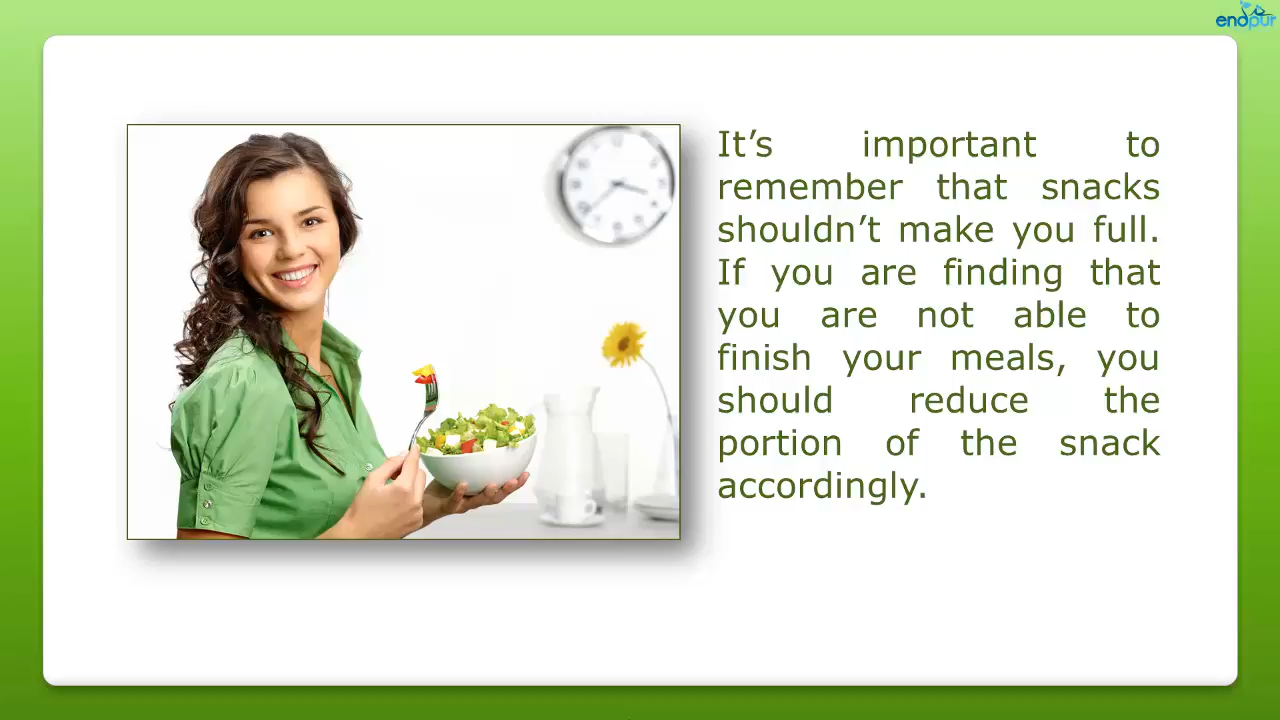 endpur
It’s important to
remember that snacks
shouldn’t make you full.
If you are finding that
you are not able to
finish your meals, you
should reduce the
portion of the snack
accordingly.